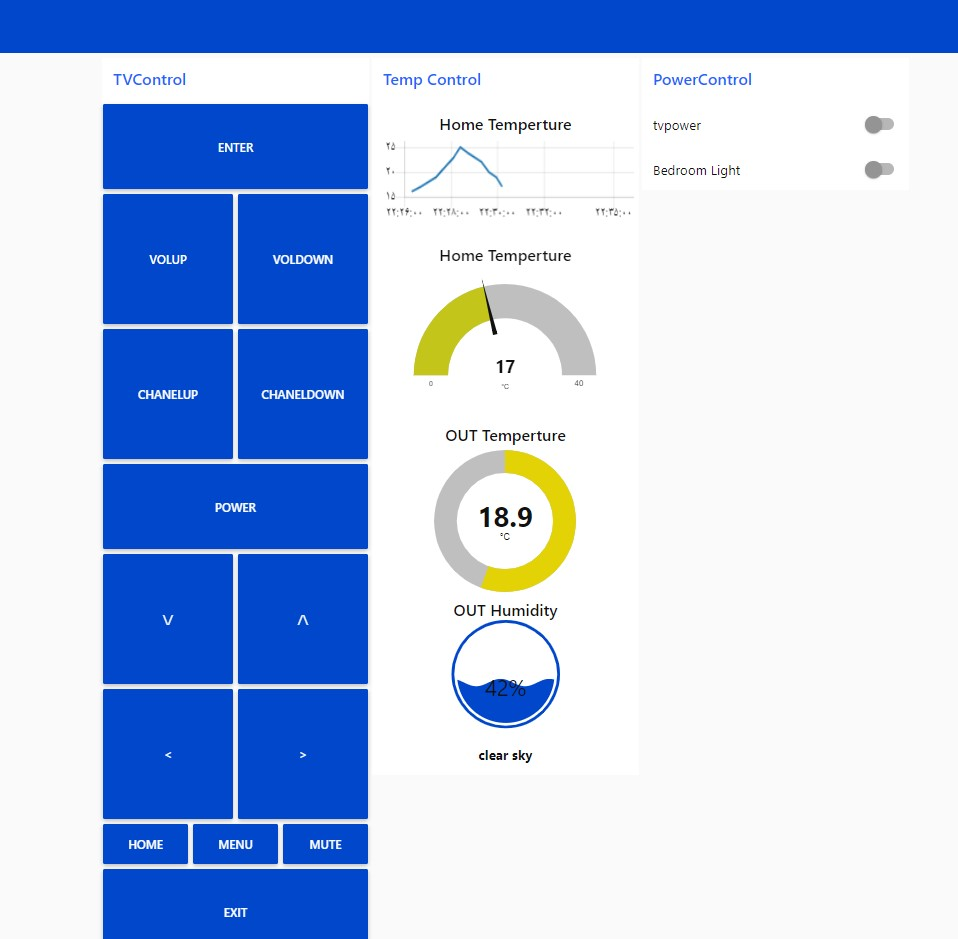 TVControl
ENTER
VOLUP
VOLDOWN
CHANELUP
CHANELDOWN
POWER
V
Λ
<
>
HOME
MENU
MUTE
EXIT
Temp Control
Home Temperture
۲۵
۲۰
۱۵
۲۲:۲۶:۰۰ ۲۲:۲۸:۰۰ ۲۲:۳۰:۰۰ ۲۲:۳۲:۰۰ ۲۲:۳۵:۰۰
Home Temperture
17
°C
0
40
OUT Temperture
18.9
°C
OUT Humidity
42%
clear sky
PowerControl
tvpower
Bedroom Light